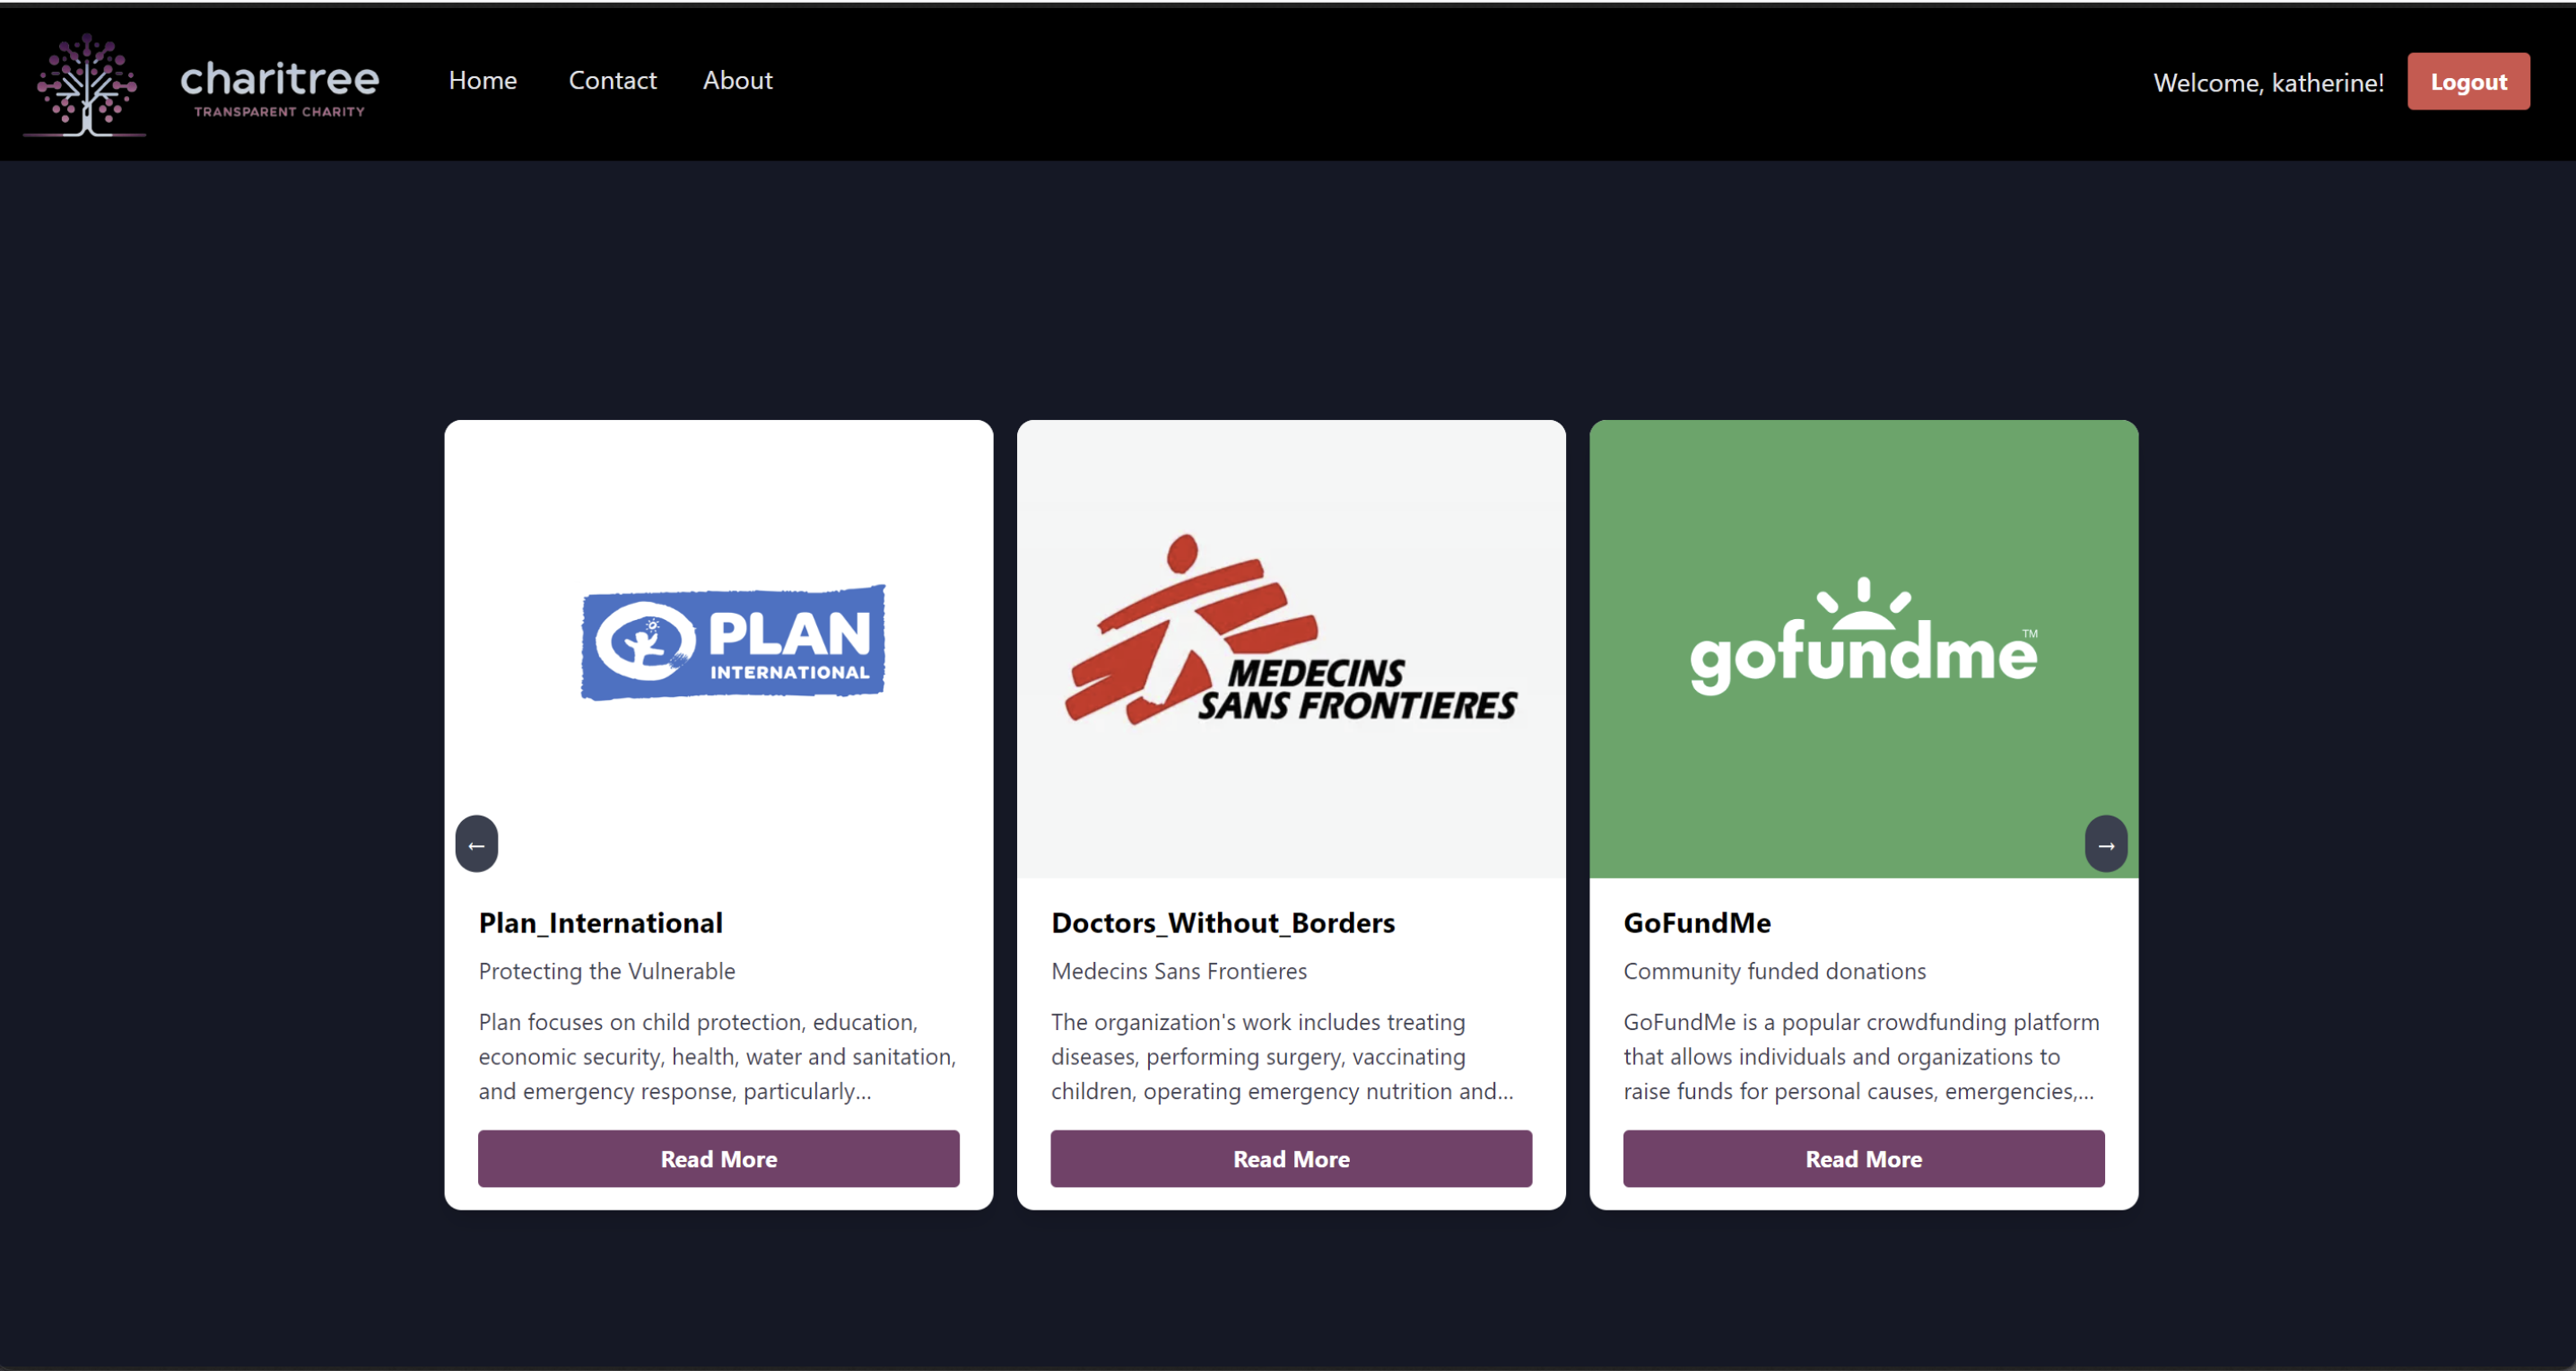 charitree
TRANSPARENT CHARITY
Home Contact About
Welcome, katherine!
Logout
PLAN
INTERNATIONAL
MEDECINS
SANS FRONTIERES
gofundme™
←
→
Plan_International
Protecting the Vulnerable
Plan focuses on child protection, education,
economic security, health, water and sanitation,
and emergency response, particularly...
Read More
Doctors_Without_Borders
Medecins Sans Frontieres
The organization's work includes treating
diseases, performing surgery, vaccinating
children, operating emergency nutrition and...
Read More
GoFundMe
Community funded donations
GoFundMe is a popular crowdfunding platform
that allows individuals and organizations to
raise funds for personal causes, emergencies,...
Read More